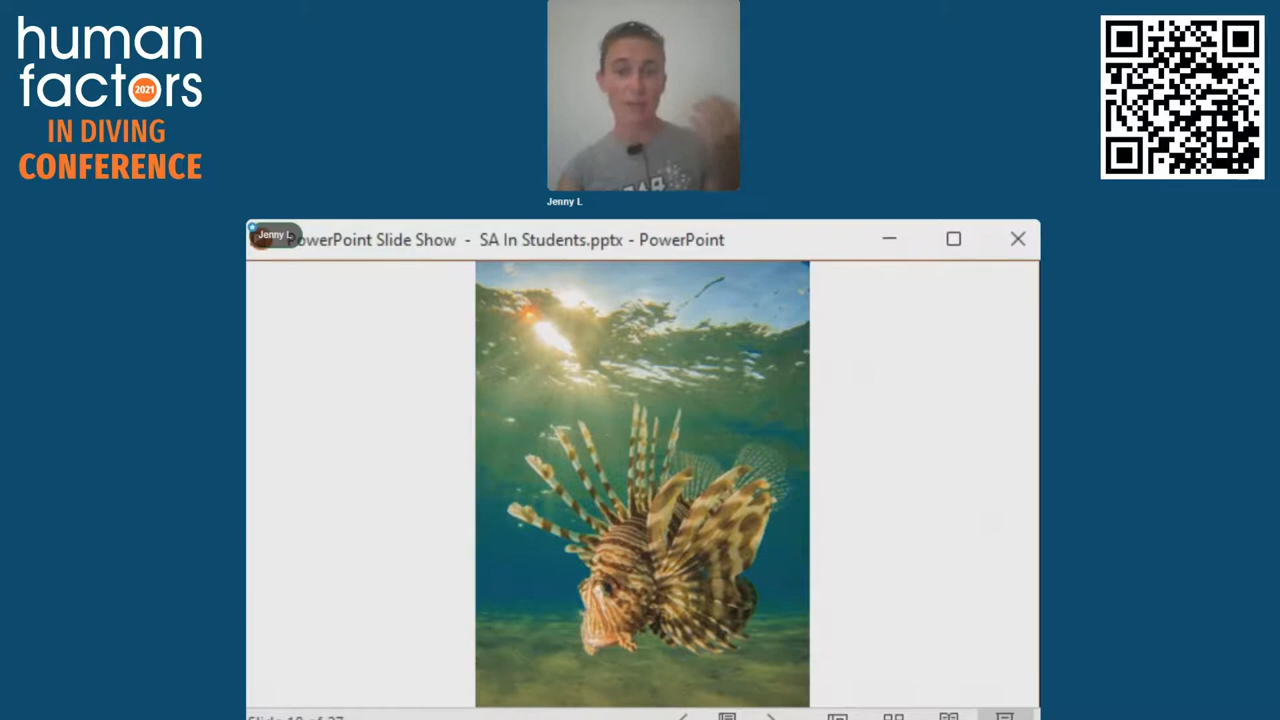 human
factors
2021
IN DIVING
CONFERENCE
Jenny L
Jenny L
PowerPoint Slide Show - SA In Students.pptx - PowerPoint